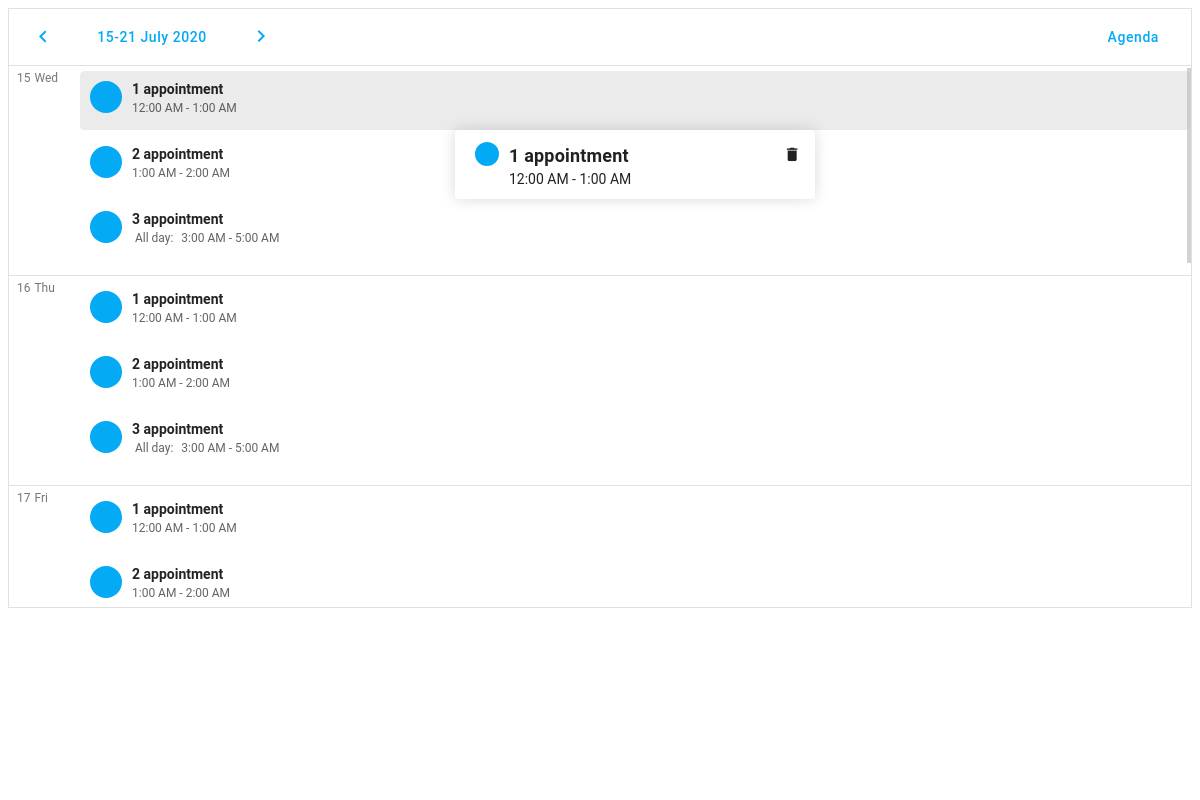 15-21 July 2020
Agenda
15 Wed
1 appointment
12:00 AM - 1:00 AM
2 appointment
1:00 AM - 2:00 AM
1 appointment
12:00 AM - 1:00 AM
3 appointment
All day: 3:00 AM - 5:00 AM
16 Thu
1 appointment
12:00 AM - 1:00 AM
2 appointment
1:00 AM - 2:00 AM
3 appointment
All day: 3:00 AM - 5:00 AM
17 Fri
1 appointment
12:00 AM - 1:00 AM
2 appointment
1:00 AM - 2:00 AM